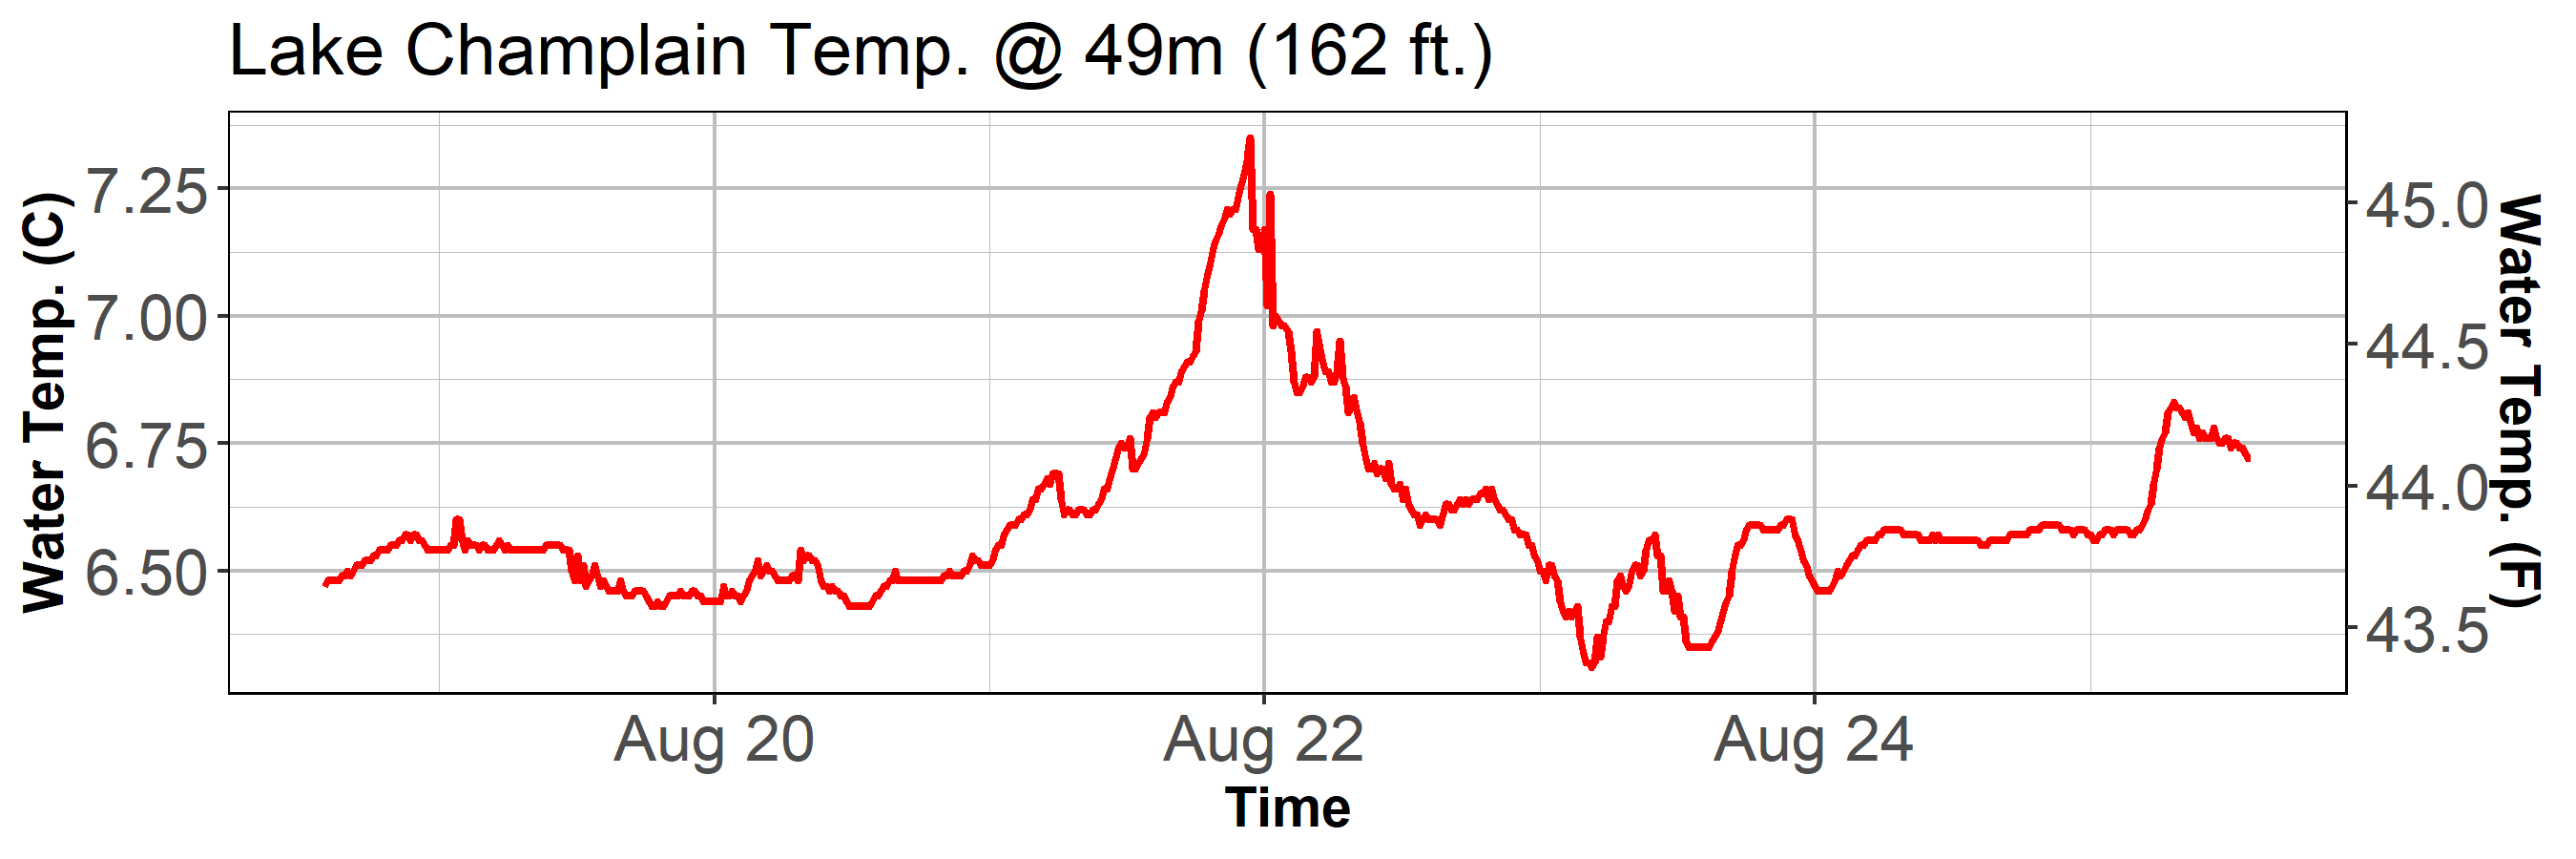 Lake Champlain Temp. @ 49m (162 ft.)
Water Temp. (C)
7.25
7.00
6.75
6.50
45.0
44.5
44.0
43.5
Water Temp. (F)
Aug 20
Aug 22
Aug 24
Time